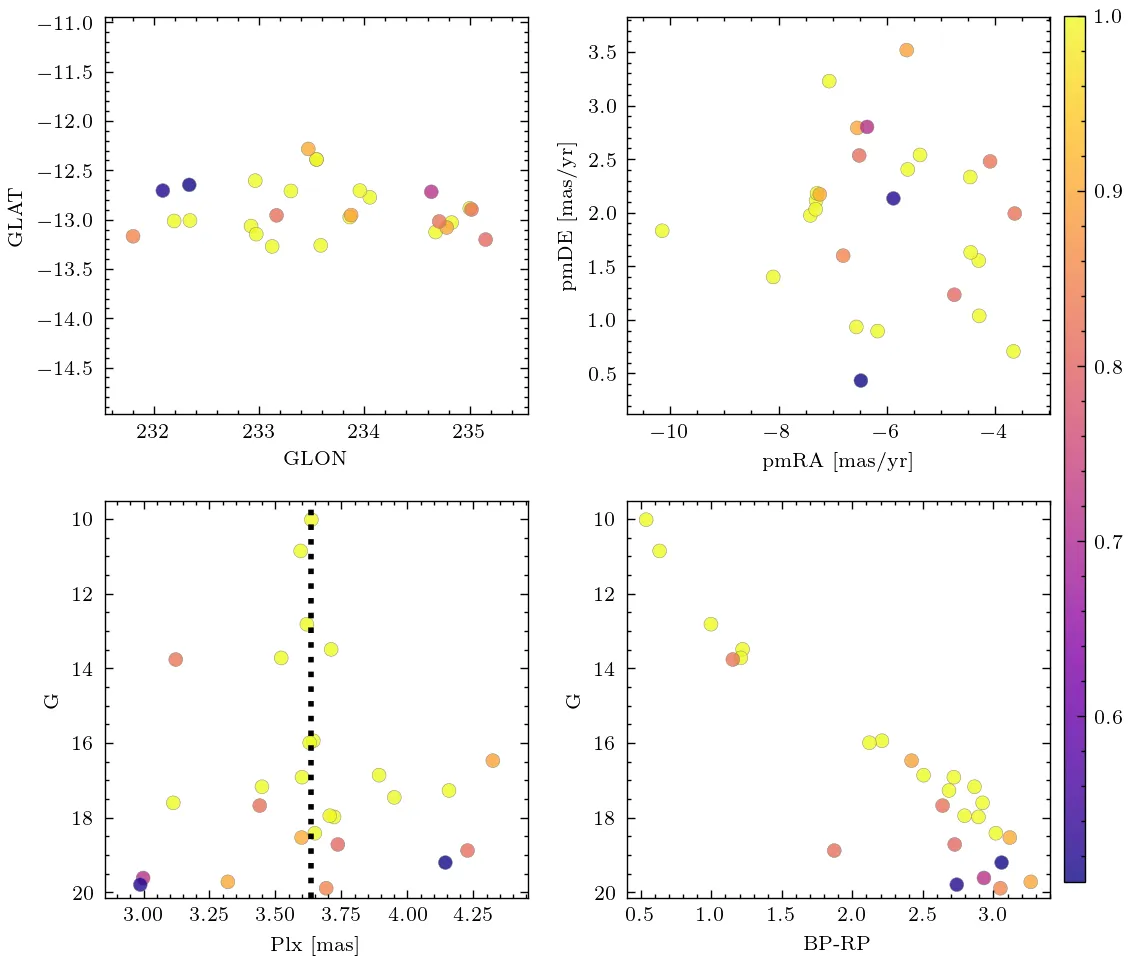 −11.0
−11.5
−12.0
−12.5
−13.0
−13.5
−14.0
−14.5
GLAT
232 233 234 235
GLON
3.5
3.0
2.5
2.0
1.5
1.0
0.5
pmDE [mas/yr]
−10 −8 −6 −4
pmRA [mas/yr]
10
12
14
16
18
20
G
3.00 3.25 3.50 3.75 4.00 4.25
Plx [mas]
10
12
14
16
18
20
G
0.5 1.0 1.5 2.0 2.5 3.0
BP-RP
1.0
0.9
0.8
0.7
0.6